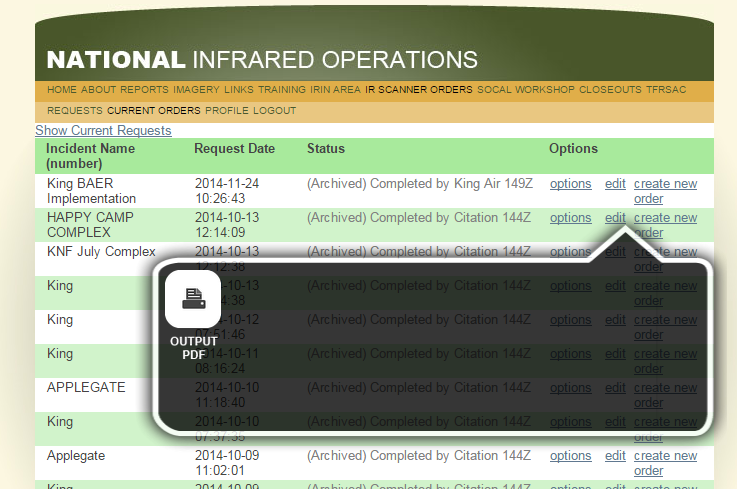 NATIONAL INFRARED OPERATIONS
HOME ABOUT REPORTS IMAGERY LINKS TRAINING IRIN AREA IR SCANNER ORDERS SOCAL WORKSHOP CLOSEOUTS TFRSAC
REQUESTS CURRENT ORDERS PROFILE LOGOUT
Show Current Requests
Incident Name (number) Request Date Status Options
King BAER 2014-11-24 (Archived) Completed by King Air 149Z options edit create new
Implementation 10:26:43 order
HAPPY CAMP 2014-10-13 (Archived) Completed by Citation 144Z options edit create new
COMPLEX 12:14:09 order
KNF July Complex 2014-10-13 (Archived) Completed by Citation 144Z options edit create new
12:12:38 order
King -10-13 (Archived) Completed by Citation 144Z options edit create new
4:38 order
King -10-12 (Archived) Completed by Citation 144Z options edit create new
07:51:46 order
OUTPUT
PDF
King 2014-10-11 (Archived) Completed by Citation 144Z options edit create new
08:16:24 order
APPLEGATE 2014-10-10 (Archived) Completed by Citation 144Z options edit create new
11:18:40 order
King 2014-10-10 (Archived) Completed by Citation 144Z options edit create new
07:37:35 order
Applegate 2014-10-09 (Archived) Completed by Citation 144Z options edit create new
11:02:01 order
King 2014-10-09 (Archived) Completed by Citation 144Z options edit create new